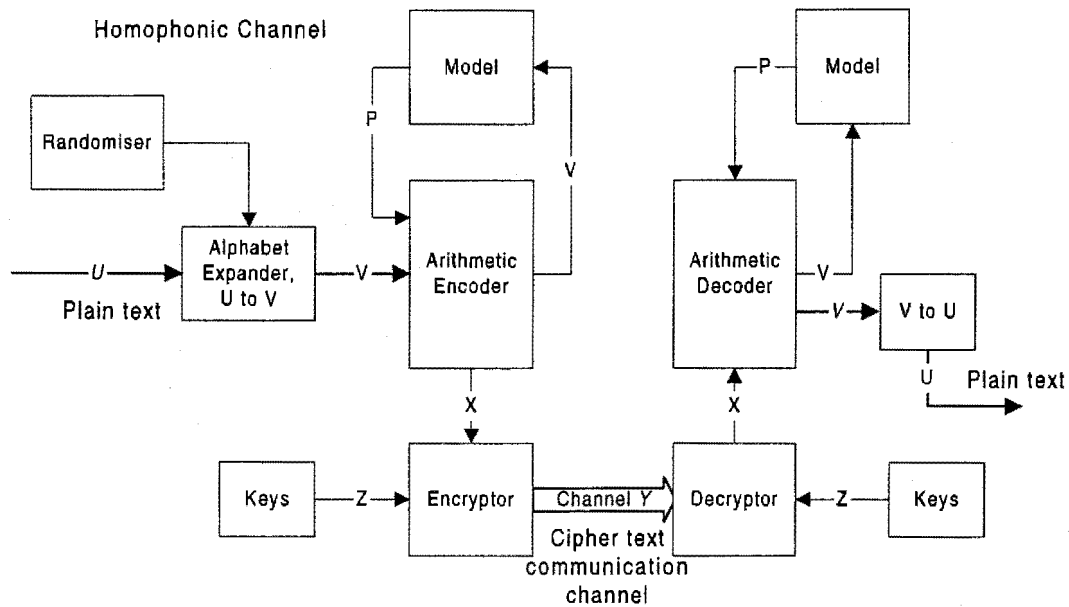 Homophonic Channel
Model
P
V
Randomiser
U
Plain text
Alphabet
Expander,
U to V
V
Arithmetic
Encoder
X
Keys
Z
Encryptor
Channel Y
Cipher text
communication
channel
Model
P
Arithmetic
Decoder
V
V
V to U
U
Plain text
X
Decryptor
Z
Keys